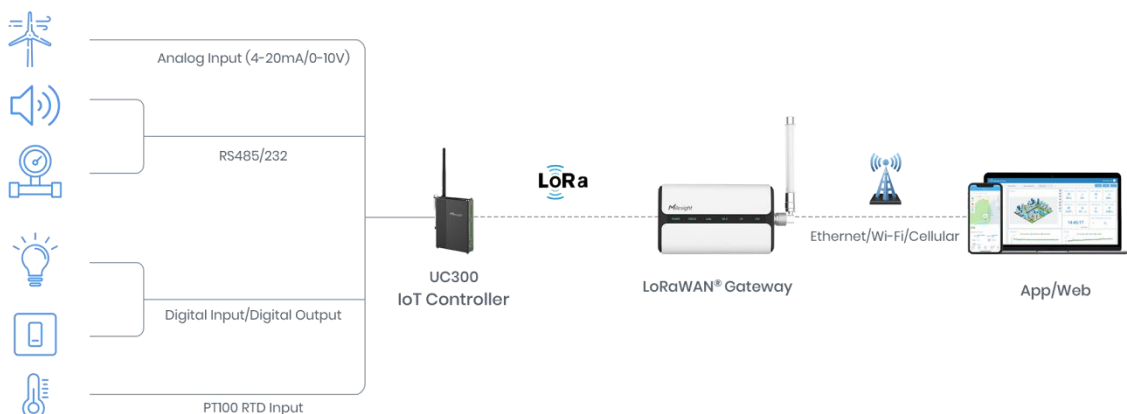 Analog Input (4-20mA/0-10V)
RS485/232
Digital Input/Digital Output
PT100 RTD Input
UC300
IoT Controller
LoRa
Milesight
LoRaWAN® Gateway
Ethernet/Wi-Fi/Cellular
App/Web